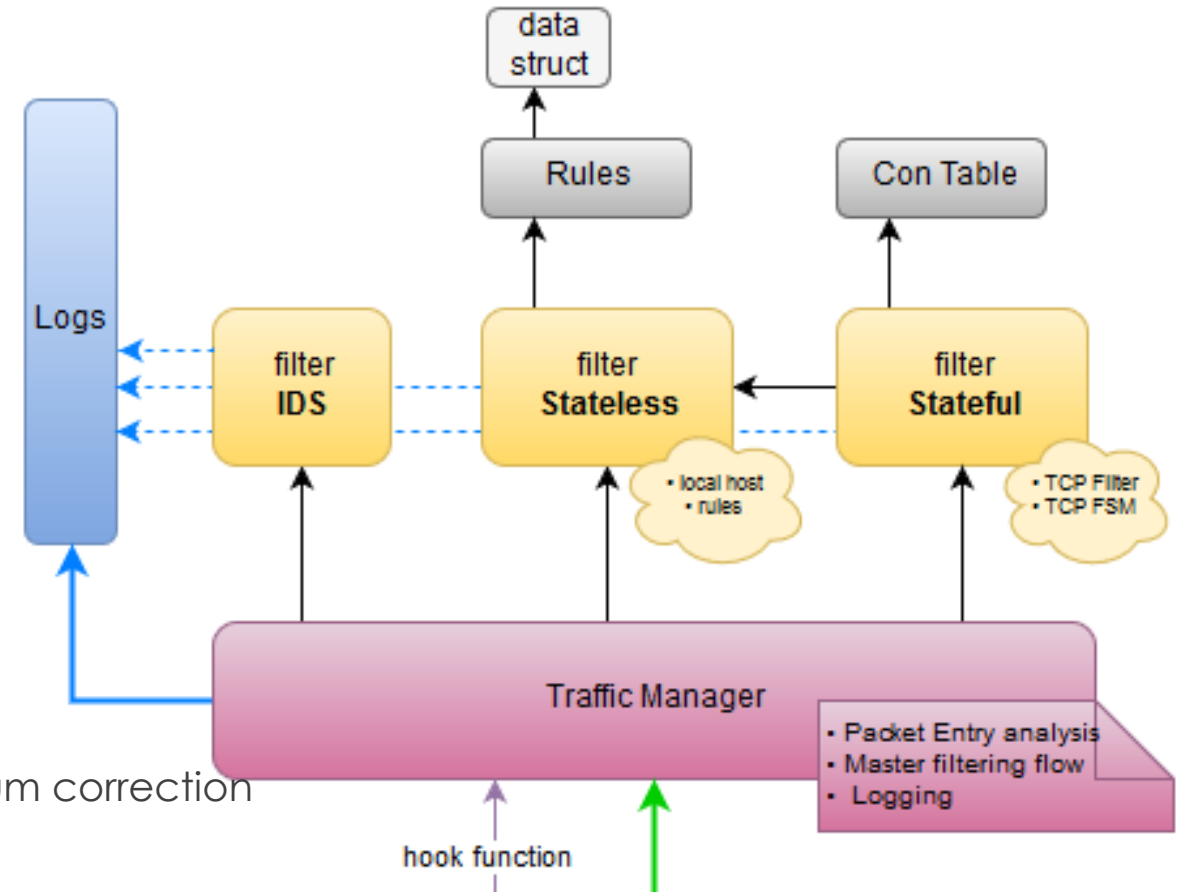 data
struct
Rules
Con Table
Logs
filter
IDS
filter
Stateless
filter
Stateful
• local host
• rules
• TCP Filter
• TCP FSM
Traffic Manager
• Packet Entry analysis
• Master filtering flow
• Logging
correction
hook function